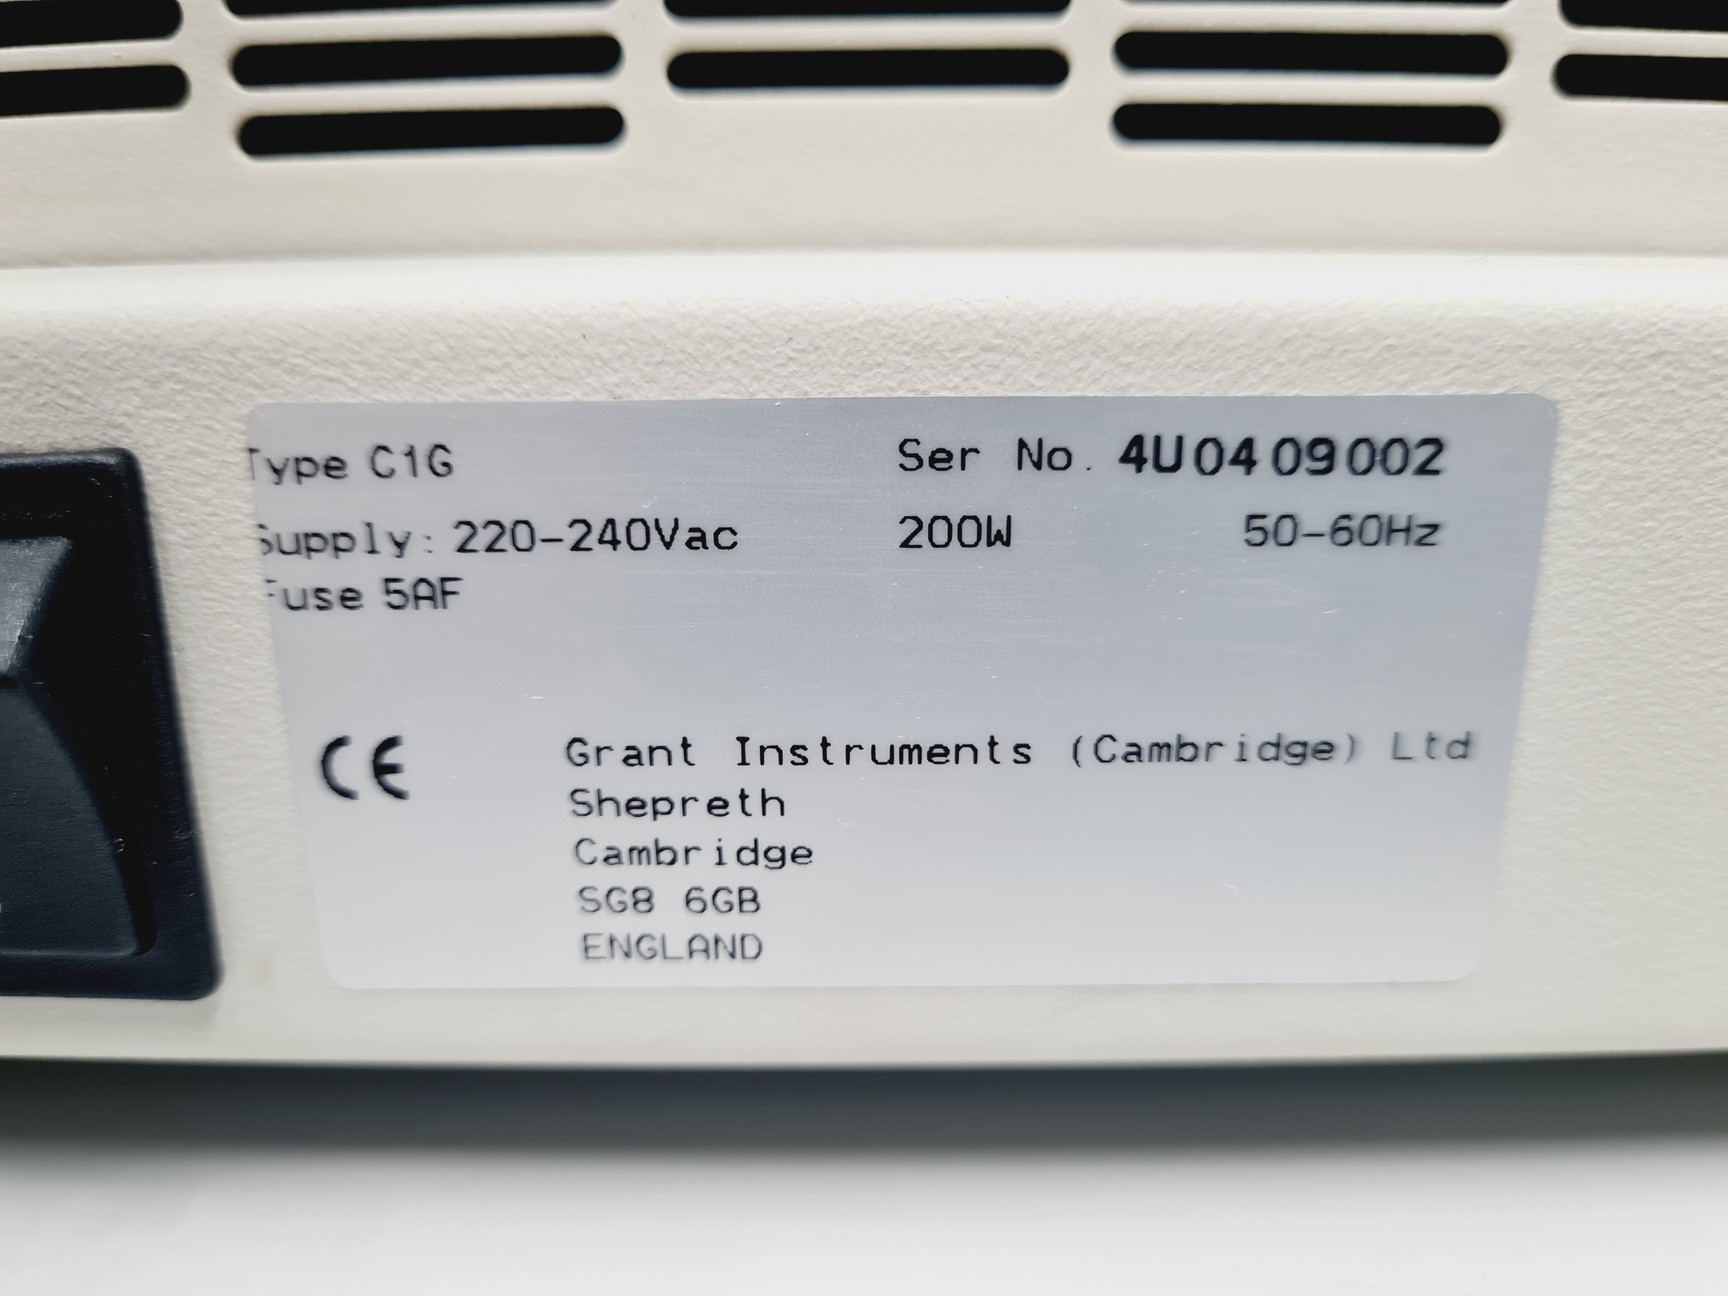 Type C1G Ser No. 4U0409002
Supply: 220-240Vac 200W 50-60Hz
Fuse 5AF
CE Grant Instruments (Cambridge) Ltd
Shepreth
Cambridge
SG8 6GB
ENGLAND